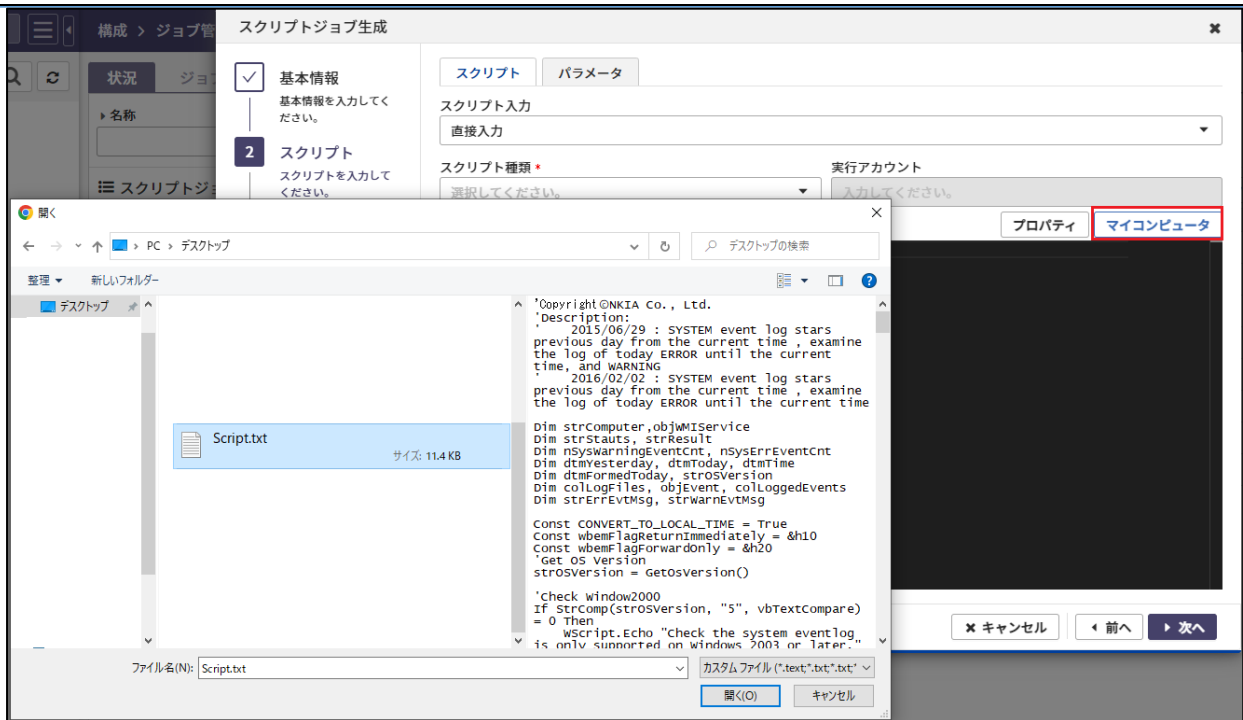 構成 > ジョブ管
スクリプトジョブ生成
状況
ジョ
名称
スクリプトジョ
基本情報
基本情報を入力してく
ださい。
2
スクリプト
スクリプトを入力して
ください。
スクリプト
パラメータ
スクリプト入力
直接入力
スクリプト種類 *
実行アカウント
選択してください。
入力してください。
プロパティ
マイコンピュータ
開く
PC > デスクトップ
デスクトップの検索
整理
新しいフォルダー
デスクトップ
Script.txt
サイズ: 11.4 KB
'Copyright©NKIA Co., Ltd.
'Description:
'     2015/06/29 : SYSTEM event log stars
previous day from the current time , examine
the log of today ERROR until the current
time, and WARNING
'     2016/02/02 : SYSTEM event log stars
previous day from the current time , examine
the log of today ERROR until the current time
Dim strComputer,objWMIService
Dim strStauts, strResult
Dim nSysWarningEventCnt, nSysErrEventCnt
Dim dtmYesterday, dtmToday, dtmTime
Dim dtmFormedToday, strOSVersion
Dim colLogFiles, objEvent, colLoggedEvents
Dim strErrEvtMsg, strWarnEvtMsg
Const CONVERT_TO_LOCAL_TIME = True
Const wbemFlagReturnImmediately = &h10
Const wbemFlagForwardOnly = &h20
'Get OS Version
strOSVersion = GetOsVersion()
'Check Window2000
If StrComp(strOSVersion, "5", vbTextCompare)
= 0 Then
WScript.Echo "Check the system eventlog
is only supported on Windows 2003 or later."
ファイル名(N):
Script.txt
カスタム ファイル (*.text;*.txt;*.txt;*
開く(O)
キャンセル
キャンセル
前へ
次へ